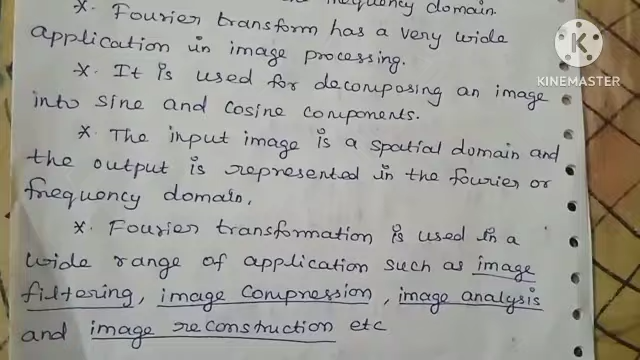 frequency domain.
*. Fourier transform has a very wide
application in image processing.
*. It is used for decomposing an image
into sine and cosine components.
*. The input image is a spatial domain and
the output is represented in the fourier or
frequency domain.
*. Fourier transformation is used in a
wide range of application such as image
filtering, image compression, image analysis
and image reconstruction etc
KINEMASTER